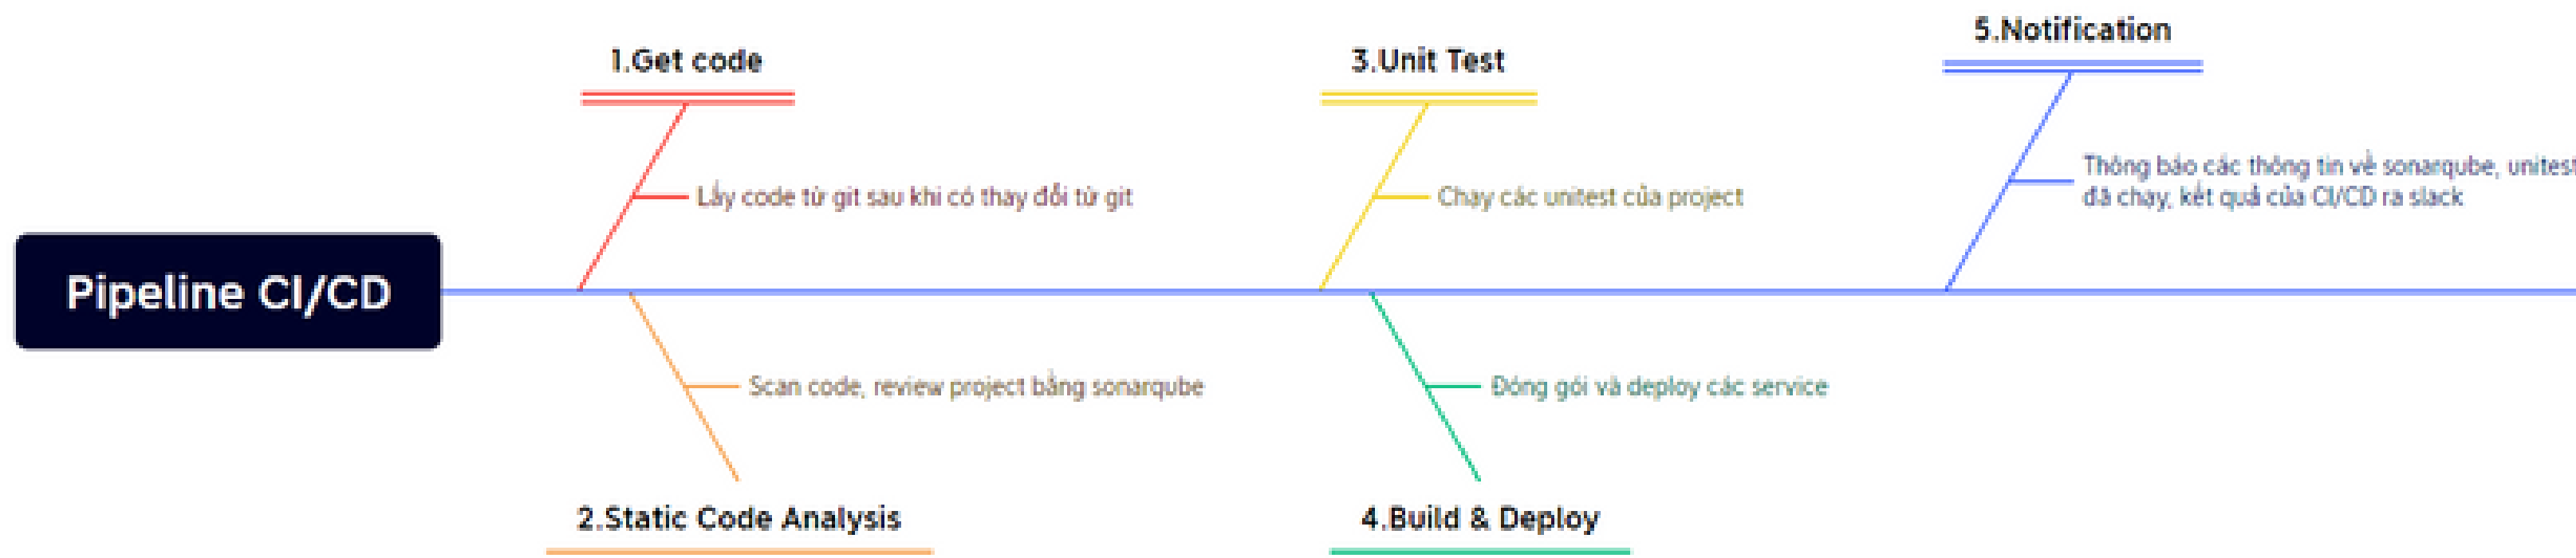 Pipeline CI/CD
1.Get code
Lấy code từ git sau khi có thay đổi từ git
2.Static Code Analysis
Scan code, review project bằng sonarqube
3.Unit Test
Chạy các unitest của project
4.Build & Deploy
Đóng gói và deploy các service
5.Notification
Thông báo các thông tin về sonarqube, unitest
đã chạy, kết quả của CI/CD ra slack